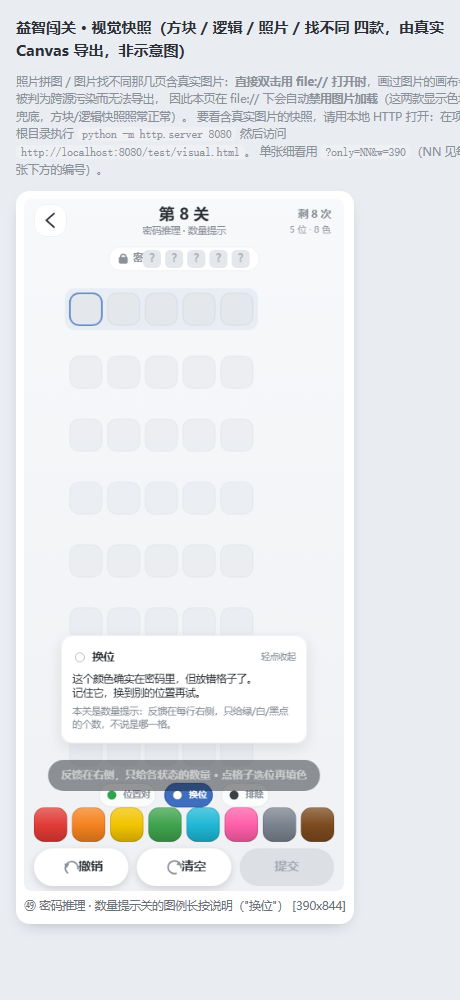 益智闯关 · 视觉快照（方块 / 逻辑 / 照片 / 找不同 四款，由真实
Canvas 导出，非示意图）
照片拼图 / 图片找不同那几页含真实图片：直接双击用 file:// 打开时，画过图片的画布
被判为跨源污染而无法导出， 因此本页在 file:// 下会自动禁用图片加载（这两款显示色
兜底，方块/逻辑快照照常正常）。 要看含真实图片的快照，请用本地 HTTP 打开：在项
根目录执行 python -m http.server 8080 然后访问
http://localhost:8080/test/visual.html 。 单张细看用 ?only=NN&w=390 （NN 见每
张下方的编号）。
第 8 关
剩 8 次
密码推理 · 数量提示
5 位 · 8 色
密 ? ? ? ? ?
换位
轻点收起
这个颜色确实在密码里，但放错格子了。
记住它，换到别的位置再试。
本关是数量提示：反馈在每行右侧，只给绿/白/黑点
的个数，不说是哪一格。
反馈在右侧，只给各状态的数量 · 点格子选位再填色
位置对
换位
排除
撤销
清空
提交
㊾ 密码推理 · 数量提示关的图例长按说明（"换位"） [390x844]